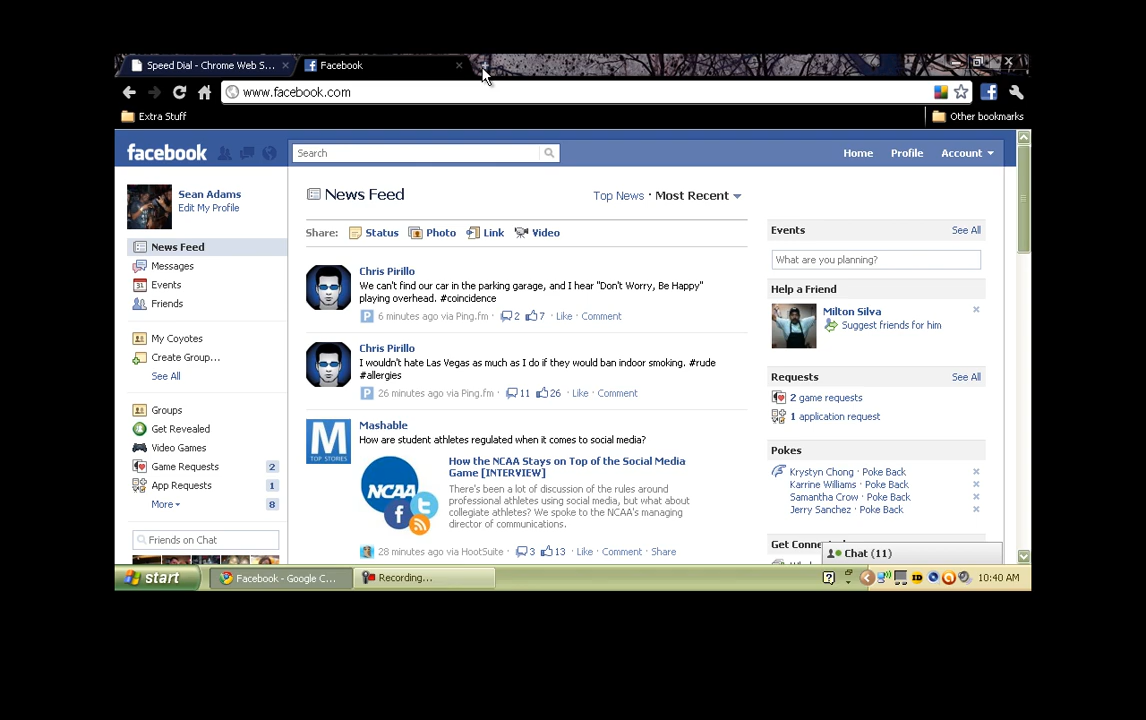 Speed Dial - Chrome Web S...
Facebook
www.facebook.com
Extra Stuff
Other bookmarks
facebook
Search
Home
Profile
Account
Sean Adams
Edit My Profile
News Feed
Messages
Events
Friends
My Coyotes
Create Group...
See All
Groups
Get Revealed
Video Games
Game Requests 2
App Requests 1
More 8
Friends on Chat
News Feed
Top News · Most Recent
Share: Status Photo Link Video
Chris Pirillo
We can't find our car in the parking garage, and I hear "Don't Worry, Be Happy"
playing overhead. #coincidence
6 minutes ago via Ping.fm · 2 7 · Like · Comment
Chris Pirillo
I wouldn't hate Las Vegas as much as I do if they would ban indoor smoking. #rude
#allergies
26 minutes ago via Ping.fm · 11 26 · Like · Comment
M
TOP STORIES
Mashable
How are student athletes regulated when it comes to social media?
NCAA
How the NCAA Stays on Top of the Social Media
Game [INTERVIEW]
There's been a lot of discussion of the rules around
professional athletes using social media, but what about
collegiate athletes? We spoke to the NCAA's managing
director of communications.
28 minutes ago via HootSuite · 3 13 · Like · Comment · Share
Events See All
What are you planning?
Help a Friend
Milton Silva
Suggest friends for him
Requests See All
2 game requests
1 application request
Pokes
Krystyn Chong · Poke Back
Karrine Williams · Poke Back
Samantha Crow · Poke Back
Jerry Sanchez · Poke Back
Chat (11)
start
Facebook - Google C...
Recording...
ID
10:40 AM